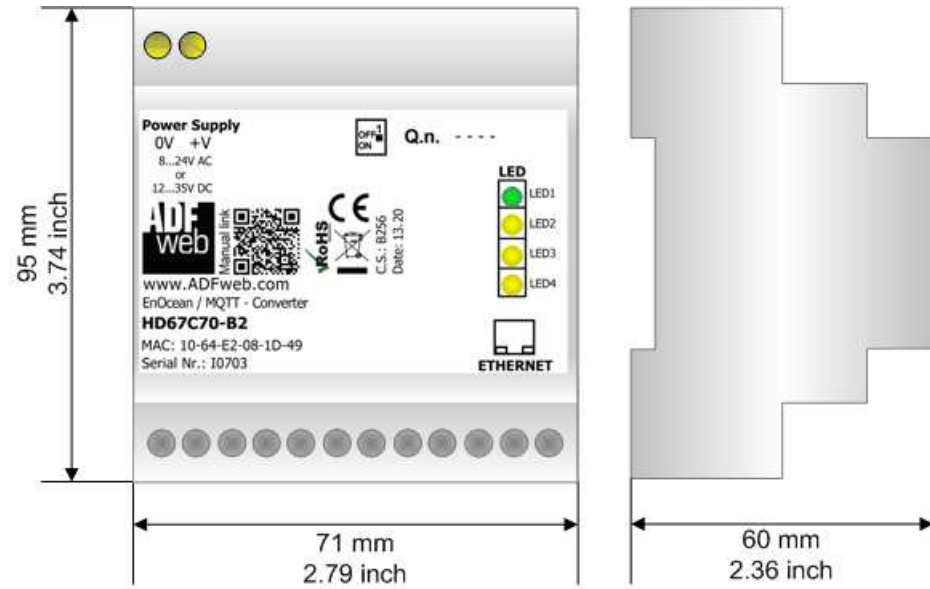 Power Supply
0V +V
8...24V AC
or
12...35V DC
OFF 1
ON
Q.n. - - - -
LED
LED1
LED2
LED3
LED4
ADF
web
Manual link
RoHS
CE
C.S.: B256
Date: 13.20
www.ADFweb.com
EnOcean / MQTT - Converter
HD67C70-B2
MAC: 10-64-E2-08-1D-49
Serial Nr.: I0703
ETHERNET
95 mm
3.74 inch
71 mm
2.79 inch
60 mm
2.36 inch